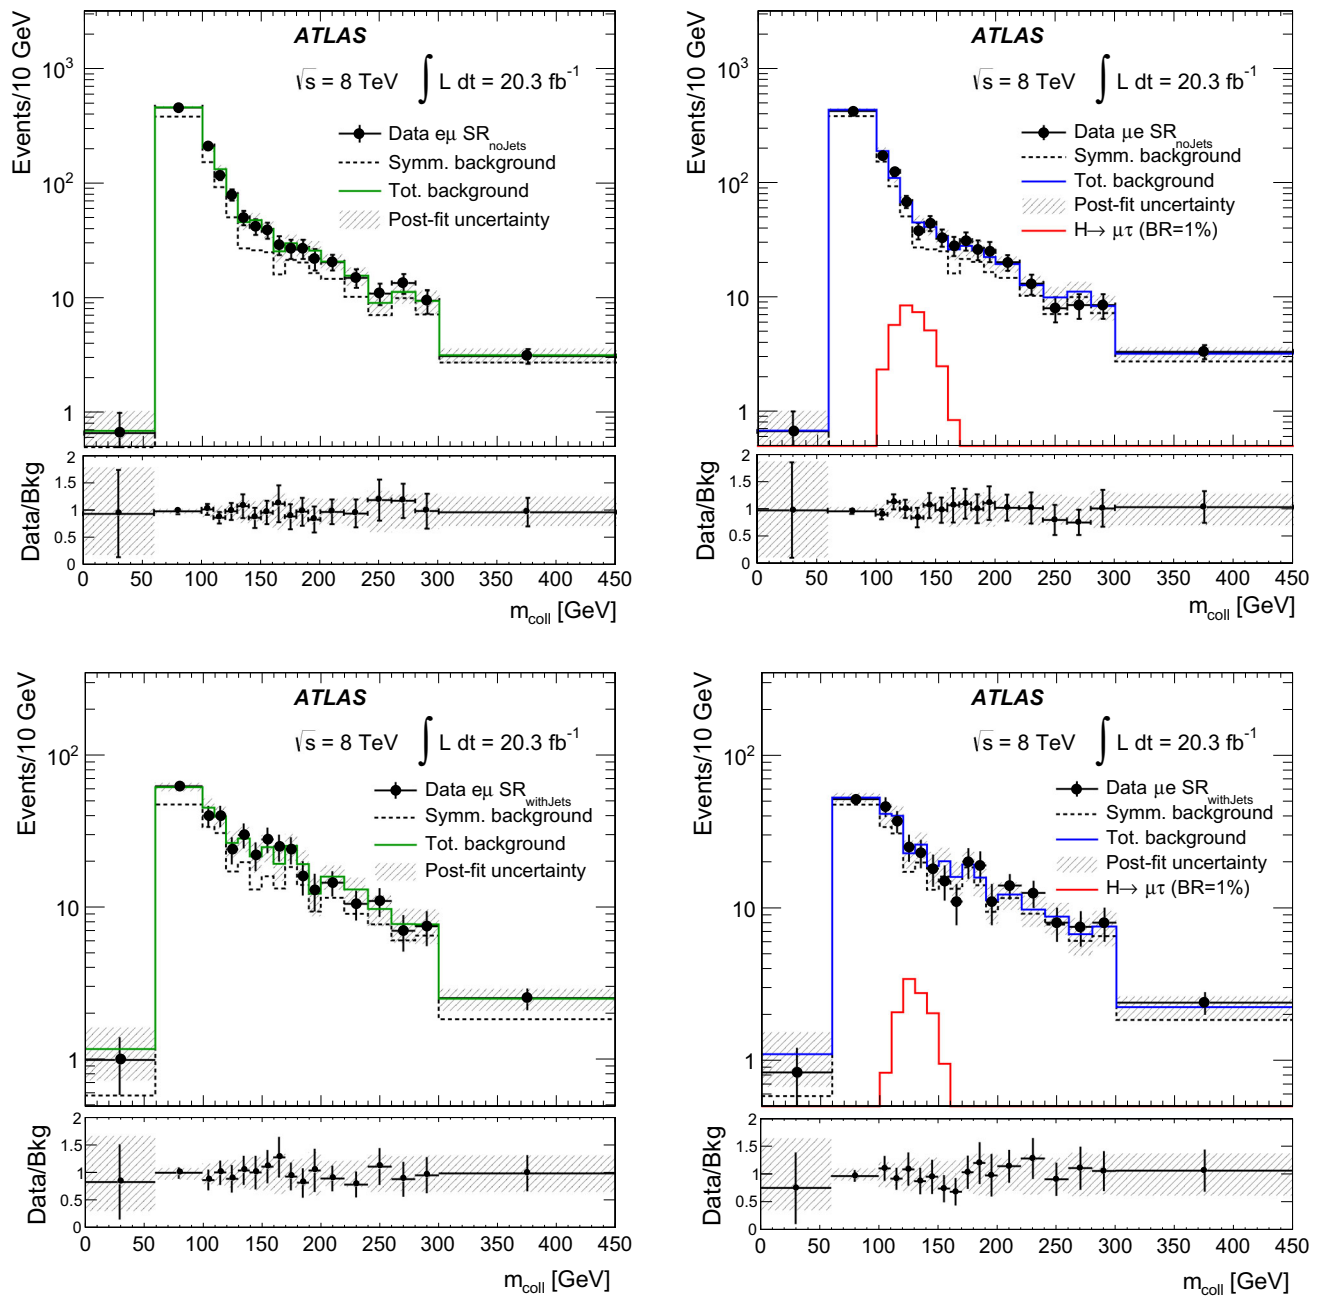 ATLAS
√s = 8 TeV ∫ L dt = 20.3 fb⁻¹
Data eμ SR_noJets
Symm. background
Tot. background
Post-fit uncertainty
Events/10 GeV
10³
10²
10
1
Data/Bkg
2
1.5
1
0.5
0
0 50 100 150 200 250 300 350 400 450
m_coll [GeV]
ATLAS
√s = 8 TeV ∫ L dt = 20.3 fb⁻¹
Data μe SR_noJets
Symm. background
Tot. background
Post-fit uncertainty
H→ μτ (BR=1%)
Events/10 GeV
10³
10²
10
1
Data/Bkg
2
1.5
1
0.5
0
0 50 100 150 200 250 300 350 400 450
m_coll [GeV]
ATLAS
√s = 8 TeV ∫ L dt = 20.3 fb⁻¹
Data eμ SR_withJets
Symm. background
Tot. background
Post-fit uncertainty
Events/10 GeV
10²
10
1
Data/Bkg
2
1.5
1
0.5
0
0 50 100 150 200 250 300 350 400 450
m_coll [GeV]
ATLAS
√s = 8 TeV ∫ L dt = 20.3 fb⁻¹
Data μe SR_withJets
Symm. background
Tot. background
Post-fit uncertainty
H→ μτ (BR=1%)
Events/10 GeV
10²
10
1
Data/Bkg
2
1.5
1
0.5
0
0 50 100 150 200 250 300 350 400 450
m_coll [GeV]